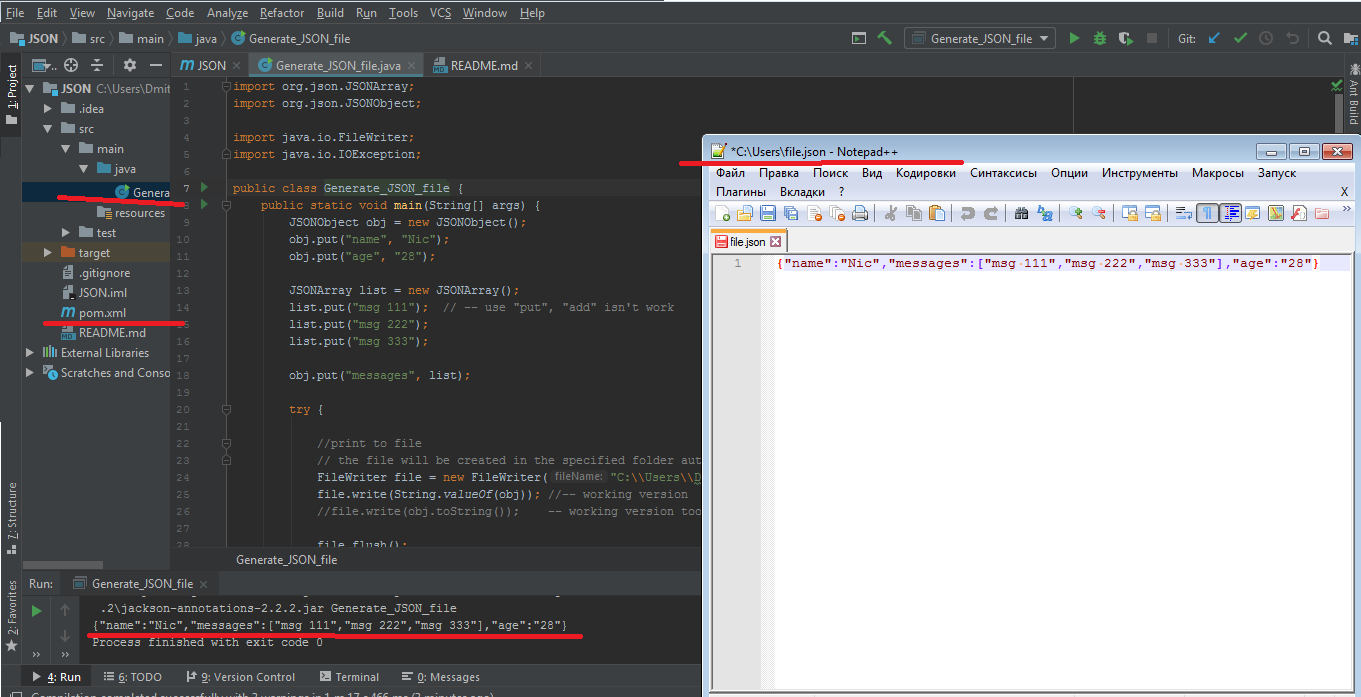 File Edit View Navigate Code Analyze Refactor Build Run Tools VCS Window Help
JSON src main java Generate_JSON_file
Generate_JSON_file
Git:
1: Project
JSON
Generate_JSON_file.java
README.md
JSON C:\Users\Dmit
.idea
src
main
java
Genera
resources
test
target
.gitignore
JSON.iml
pom.xml
README.md
External Libraries
Scratches and Conso
1 import org.json.JSONArray;
2 import org.json.JSONObject;
3
4 import java.io.FileWriter;
5 import java.io.IOException;
6
7 public class Generate_JSON_file {
8 public static void main(String[] args) {
9 JSONObject obj = new JSONObject();
10 obj.put("name", "Nic");
11 obj.put("age", "28");
12
13 JSONArray list = new JSONArray();
14 list.put("msg 111"); // -- use "put", "add" isn't work
15 list.put("msg 222");
16 list.put("msg 333");
17
18 obj.put("messages", list);
19
20 try {
21
22 //print to file
23 // the file will be created in the specified folder aut
24 FileWriter file = new FileWriter( fileName: "C:\\Users\\D
25 file.write(String.valueOf(obj)); //-- working version
26 //file.write(obj.toString()); -- working version too
27
28 file.flush();
Generate_JSON_file
Ant Build
*C:\Users\file.json - Notepad++
Файл Правка Поиск Вид Кодировки Синтаксисы Опции Инструменты Макросы Запуск
Плагины Вкладки ? X
file.json
1 {"name":"Nic","messages":["msg 111","msg 222","msg 333"],"age":"28"}
7: Structure
2: Favorites
Run: Generate_JSON_file
.2\jackson-annotations-2.2.2.jar Generate_JSON_file
{"name":"Nic","messages":["msg 111","msg 222","msg 333"],"age":"28"}
Process finished with exit code 0
4: Run 6: TODO 9: Version Control Terminal 0: Messages